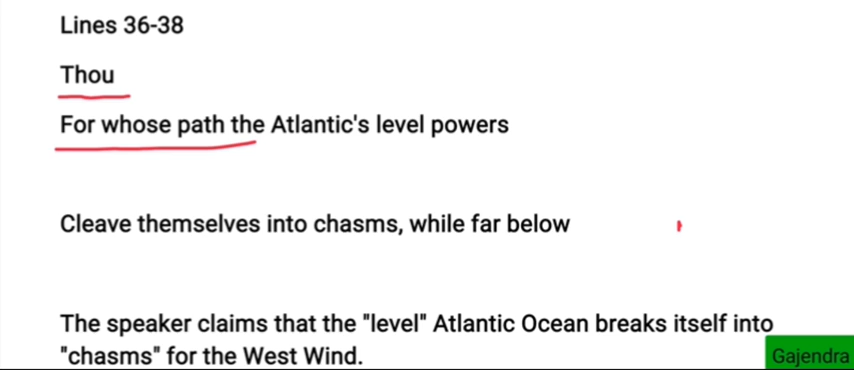 Lines 36-38
Thou
For whose path the Atlantic's level powers
Cleave themselves into chasms, while far below
The speaker claims that the "level" Atlantic Ocean breaks itself into
"chasms" for the West Wind.
Gajendra